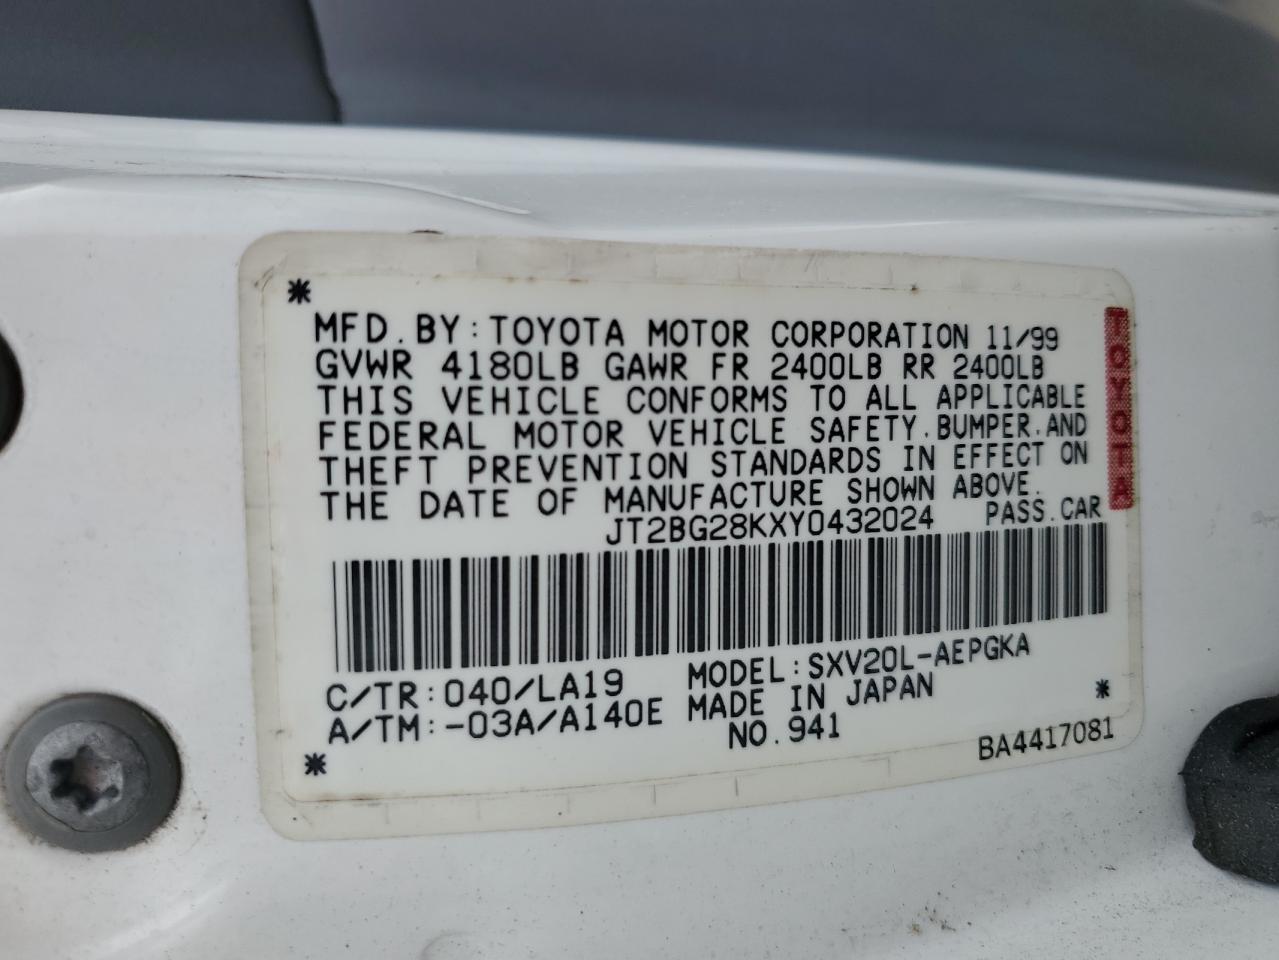 MFD. BY: TOYOTA MOTOR CORPORATION 11/99
GVWR 4180LB GAWR FR 2400LB RR 2400LB
THIS VEHICLE CONFORMS TO ALL APPLICABLE
FEDERAL MOTOR VEHICLE SAFETY, BUMPER, AND
THEFT PREVENTION STANDARDS IN EFFECT ON
THE DATE OF MANUFACTURE SHOWN ABOVE.
JT2BG28KXY0432024 PASS. CAR
C/TR: 040/LA19 MODEL: SXV20L-AEPGKA
A/TM: -03A/A140E MADE IN JAPAN
NO. 941
BA4417081
TOYOTA